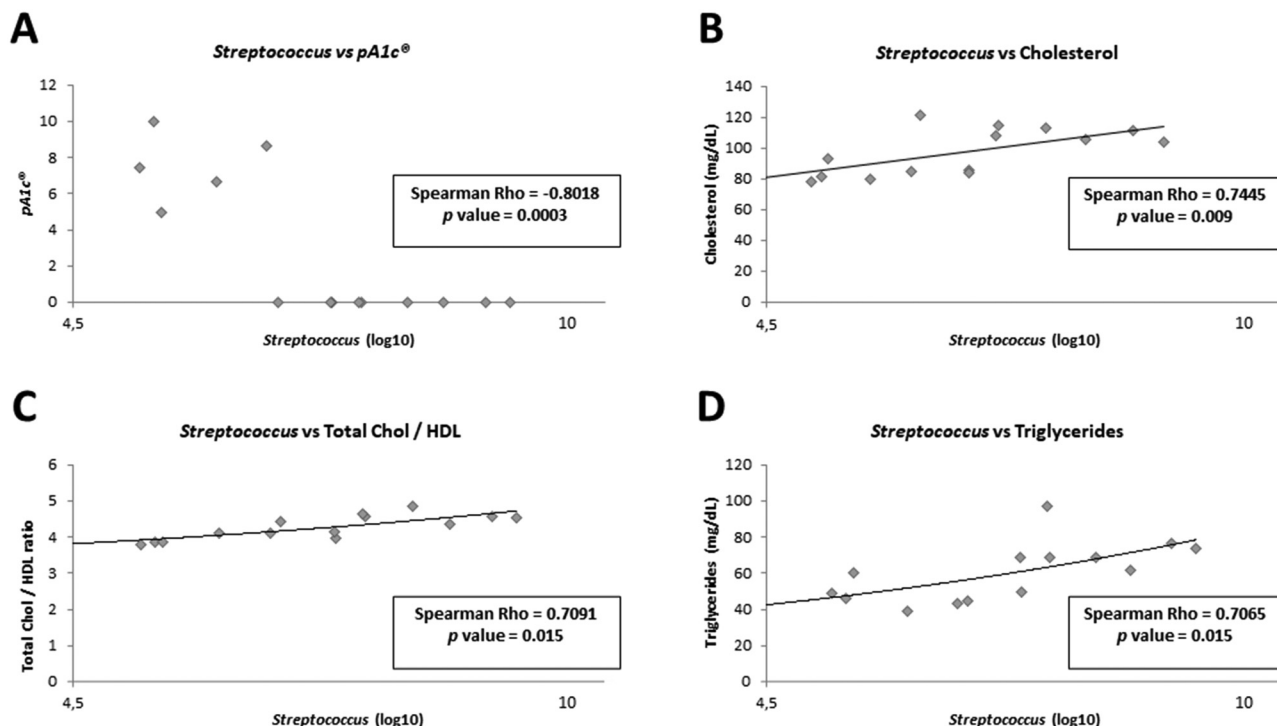 A
Streptococcus vs pA1c®
12
10
8
6
4
2
0
pA1c®
Spearman Rho = -0.8018
p value = 0.0003
4,5
10
Streptococcus (log10)
B
Streptococcus vs Cholesterol
140
120
100
80
60
40
20
0
Cholesterol (mg/dL)
Spearman Rho = 0.7445
p value = 0.009
4,5
10
Streptococcus (log10)
C
Streptococcus vs Total Chol / HDL
6
5
4
3
2
1
0
Total Chol / HDL ratio
Spearman Rho = 0.7091
p value = 0.015
4,5
10
Streptococcus (log10)
D
Streptococcus vs Triglycerides
120
100
80
60
40
20
0
Triglycerides (mg/dL)
Spearman Rho = 0.7065
p value = 0.015
4,5
10
Streptococcus (log10)